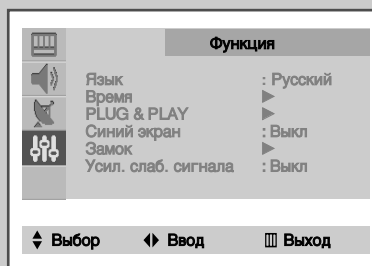 Функция
Язык : Русский
Время ▶
PLUG & PLAY ▶
Синий экран : Выкл
Замок ▶
Усил. слаб. сигнала : Выкл
Выбор Ввод Выход